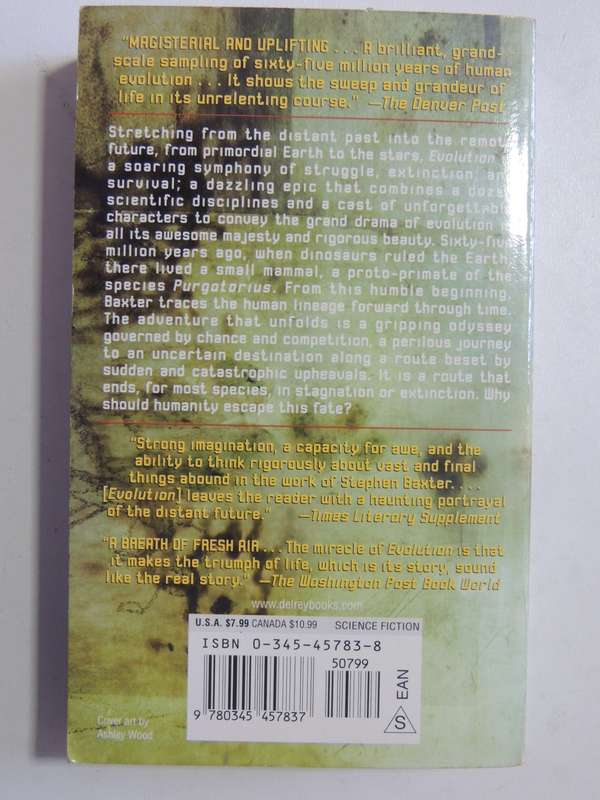 "MAGISTERIAL AND UPLIFTING . . . A brilliant, grand-
scale sampling of sixty-five million years of human
evolution . . . It shows the sweep and grandeur of
life in its unrelenting course." —The Denver Post
Stretching from the distant past into the remote
future, from primordial Earth to the stars, Evolution
a soaring symphony of struggle, extinction, and
survival; a dazzling epic that combines a dozen
scientific disciplines and a cast of unforgettable
characters to convey the grand drama of evolution
all its awesome majesty and rigorous beauty. Sixty-five
million years ago, when dinosaurs ruled the Earth,
there lived a small mammal, a proto-primate of the
species Purgatorius. From this humble beginning,
Baxter traces the human lineage forward through time.
The adventure that unfolds is a gripping odyssey
governed by chance and competition, a perilous journey
to an uncertain destination along a route beset by
sudden and catastrophic upheavals. It is a route that
ends, for most species, in stagnation or extinction. Why
should humanity escape this fate?
"Strong imagination, a capacity for awe, and the
ability to think rigorously about vast and final
things abound in the work of Stephen Baxter. . . .
[Evolution] leaves the reader with a haunting portrayal
of the distant future." —Times Literary Supplement
"A BREATH OF FRESH AIR . . . The miracle of Evolution is that
it makes the triumph of life, which is its story, sound
like the real story." —The Washington Post Book World
www.delreybooks.com
U.S.A. $7.99 CANADA $10.99 SCIENCE FICTION
ISBN 0-345-45783-8
50799
9 780345 457837
S EAN
Cover art by
Ashley Wood